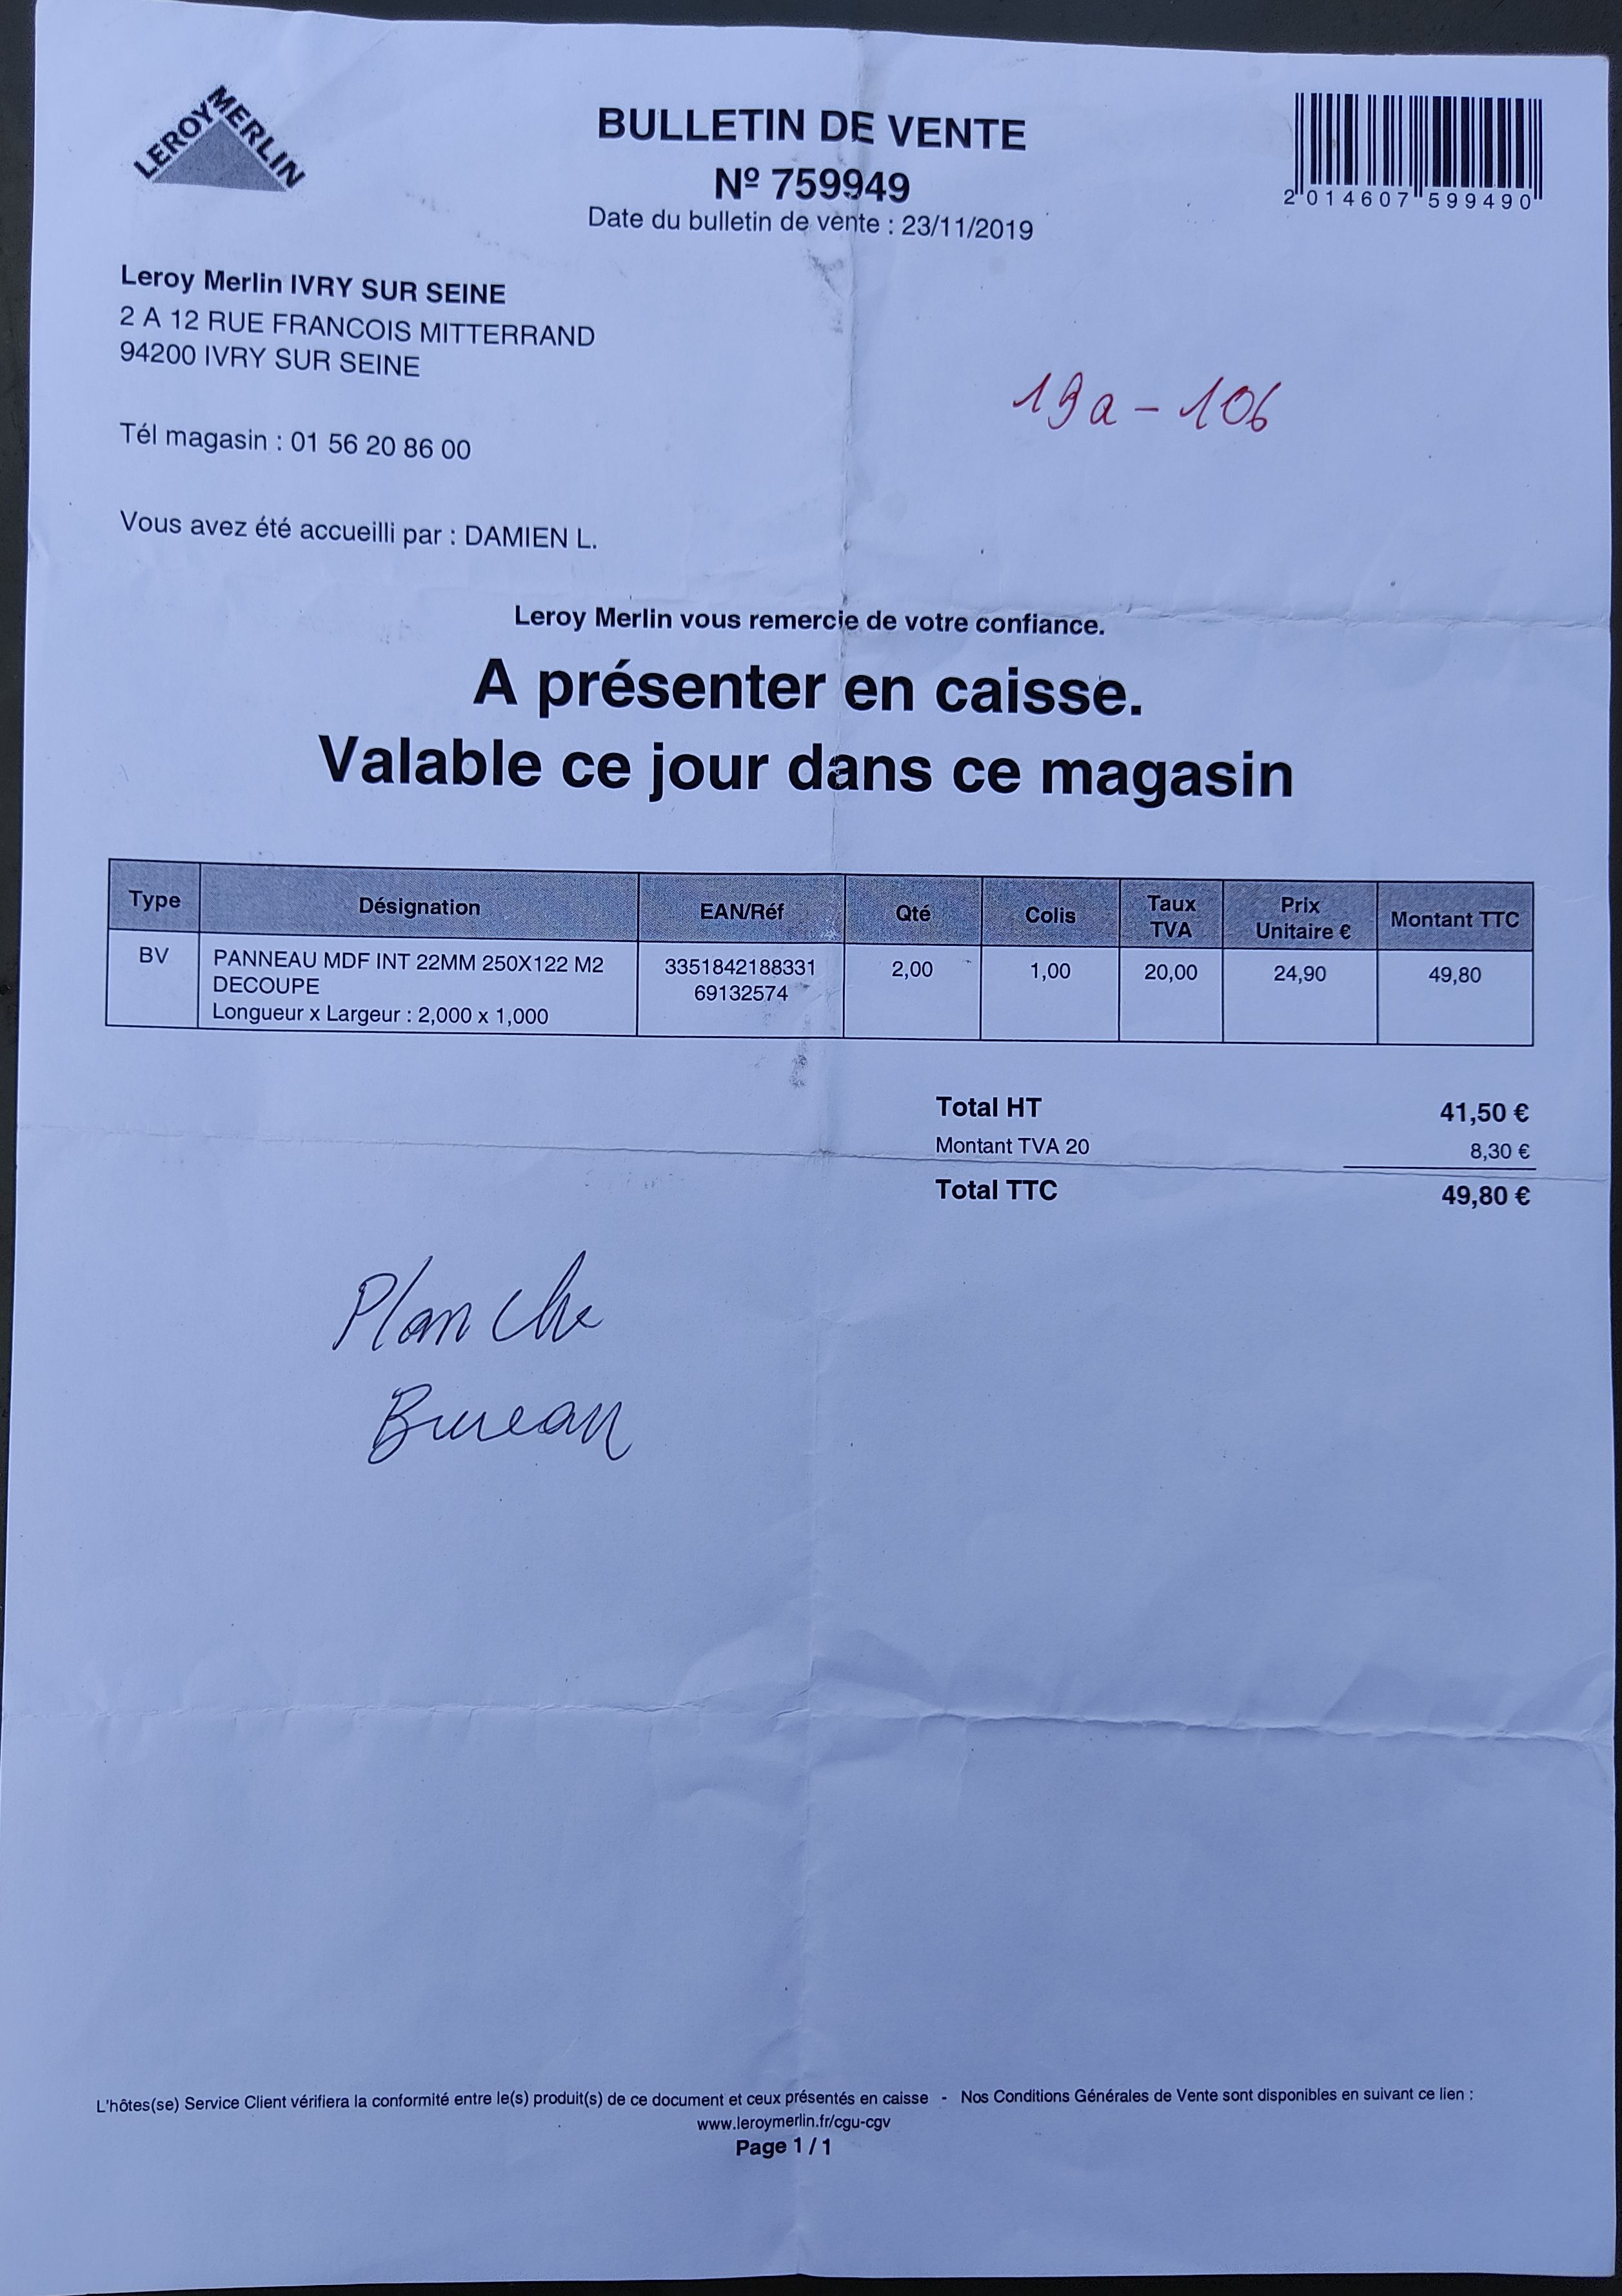 LEROY MERLIN
BULLETIN DE VENTE
Nº 759949
Date du bulletin de vente : 23/11/2019
2 014607 599490
Leroy Merlin IVRY SUR SEINE
2 A 12 RUE FRANCOIS MITTERRAND
94200 IVRY SUR SEINE
19a - 106
Tél magasin : 01 56 20 86 00
Vous avez été accueilli par : DAMIEN L.
Leroy Merlin vous remercie de votre confiance.
A présenter en caisse.
Valable ce jour dans ce magasin
Type Désignation EAN/Réf Qté Colis Taux TVA Prix Unitaire € Montant TTC
BV PANNEAU MDF INT 22MM 250X122 M2 3351842188331 2,00 1,00 20,00 24,90 49,80
DECOUPE 69132574
Longueur x Largeur : 2,000 x 1,000
Total HT 41,50 €
Montant TVA 20 8,30 €
Total TTC 49,80 €
Planche
Bureau
L'hôtes(se) Service Client vérifiera la conformité entre le(s) produit(s) de ce document et ceux présentés en caisse - Nos Conditions Générales de Vente sont disponibles en suivant ce lien :
www.leroymerlin.fr/cgu-cgv
Page 1 / 1